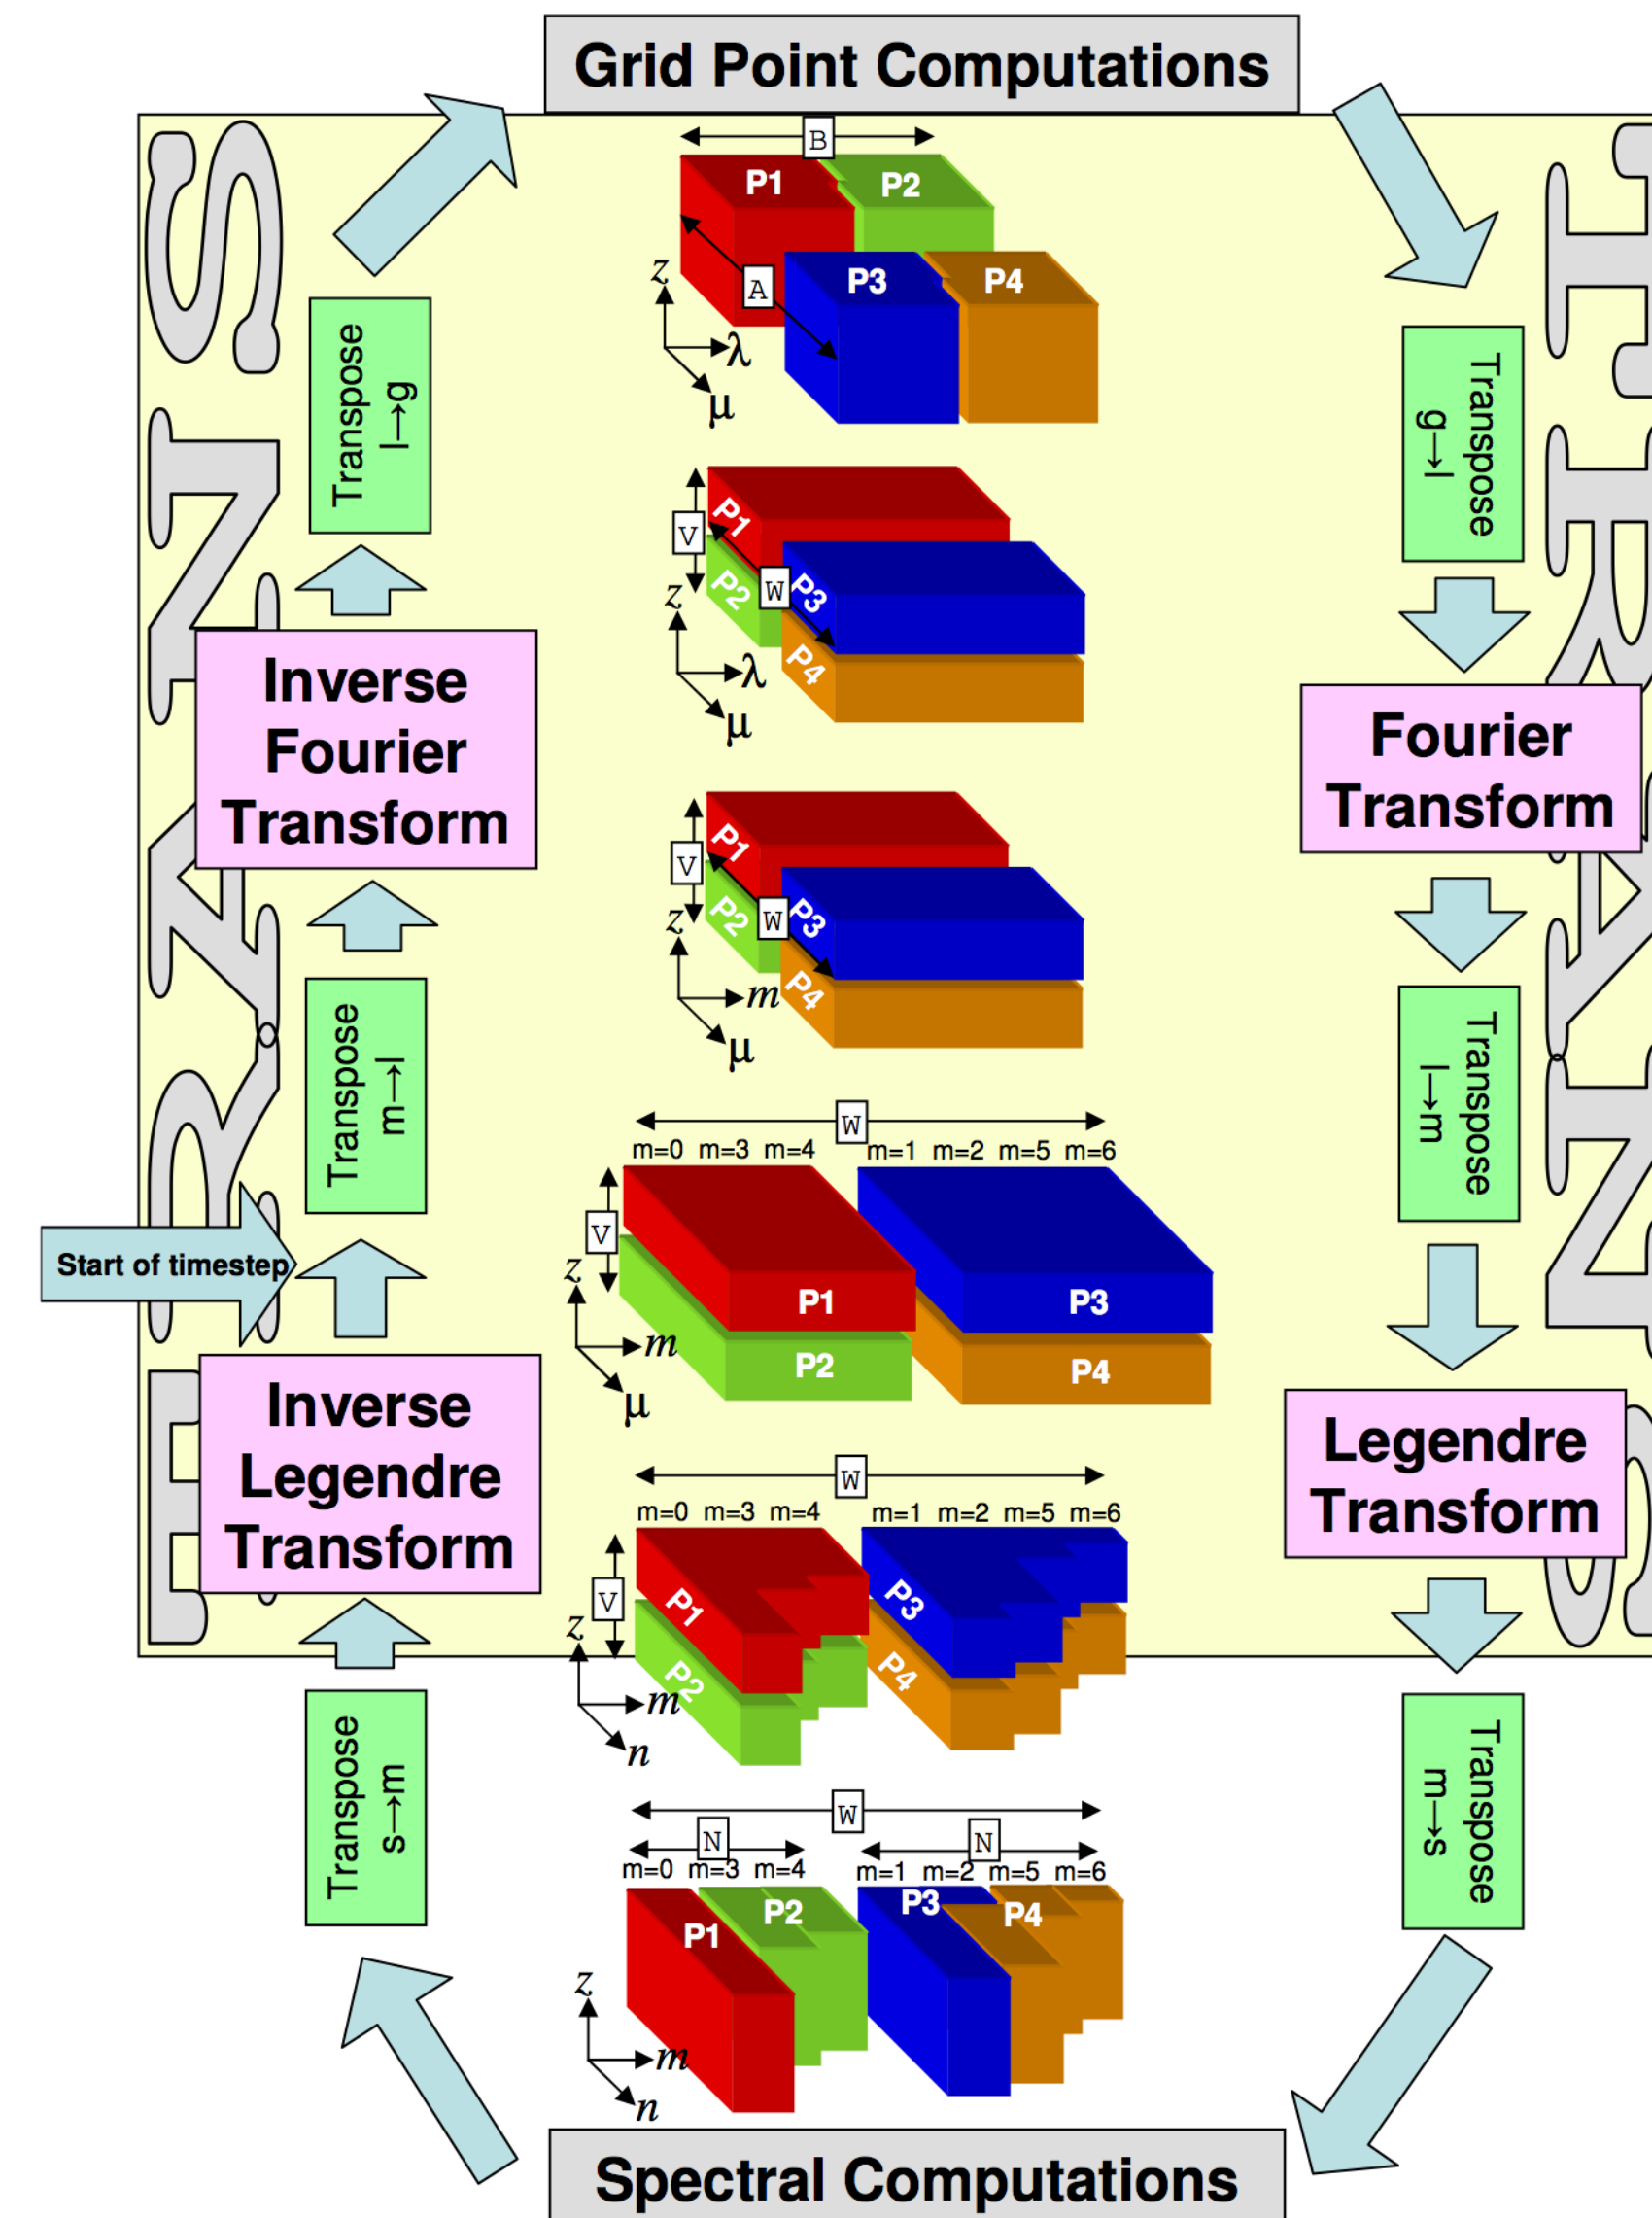 Grid Point Computations
B
P1
P2
A
P3
P4
z
λ
μ
Transpose
l→g
Transpose
g→l
V
P1
W
P2
P3
P4
z
λ
μ
Inverse
Fourier
Transform
Fourier
Transform
V
P1
W
P2
P3
P4
z
m
μ
Transpose
m→l
Transpose
l→m
W
m=0 m=3 m=4 m=1 m=2 m=5 m=6
V
P1
P3
P2
P4
z
m
μ
Start of timestep
Inverse
Legendre
Transform
Legendre
Transform
W
m=0 m=3 m=4 m=1 m=2 m=5 m=6
V
P1
P3
P2
P4
z
m
n
Transpose
s→m
Transpose
m→s
W
N
N
m=0 m=3 m=4 m=1 m=2 m=5 m=6
P1
P2
P3
P4
z
m
n
Spectral Computations